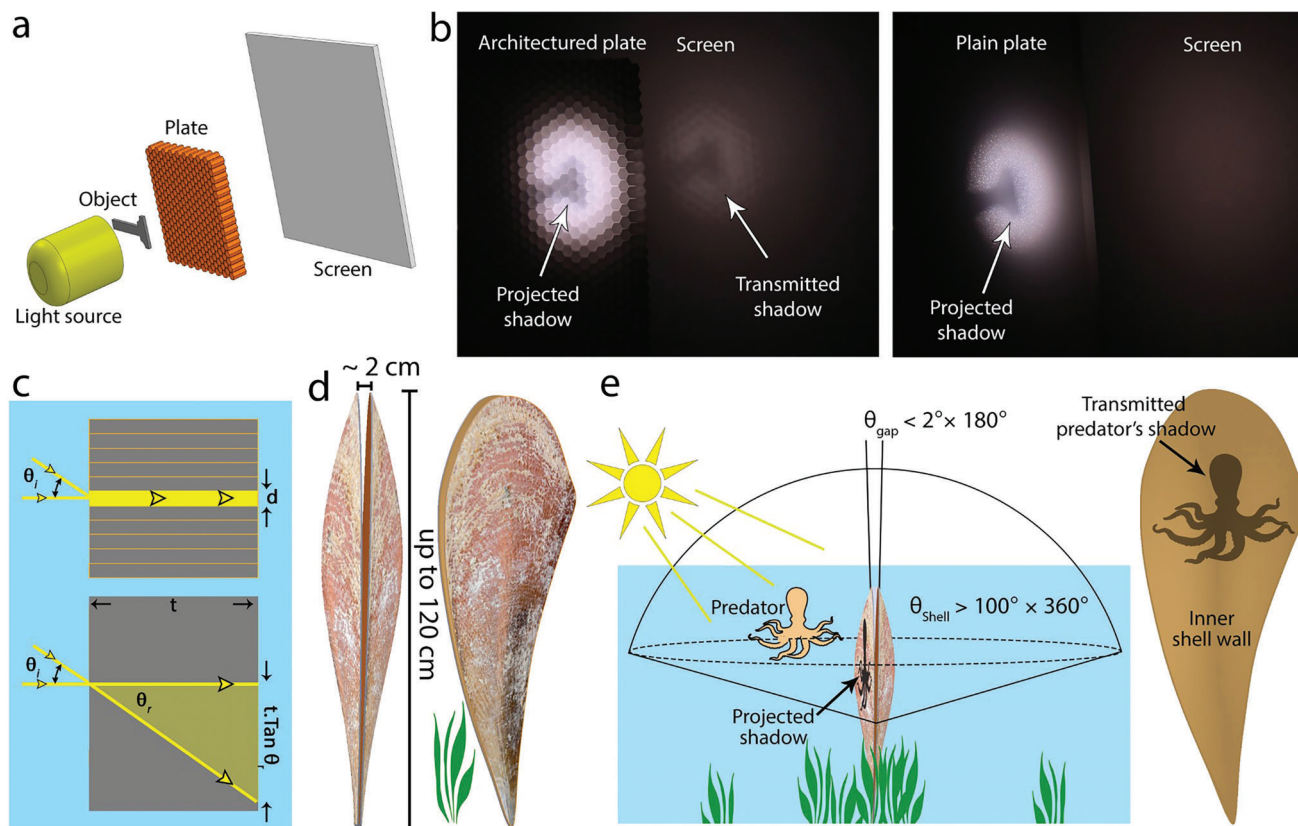 a
Plate
Object
Screen
Light source
b
Architectured plate
Screen
Projected
shadow
Transmitted
shadow
Plain plate
Screen
Projected
shadow
c
θi
d
t
θi
θr
t.Tan θr
d
~ 2 cm
up to 120 cm
e
θgap < 2°× 180°
Predator
θShell > 100° × 360°
Projected
shadow
Transmitted
predator's shadow
Inner
shell wall